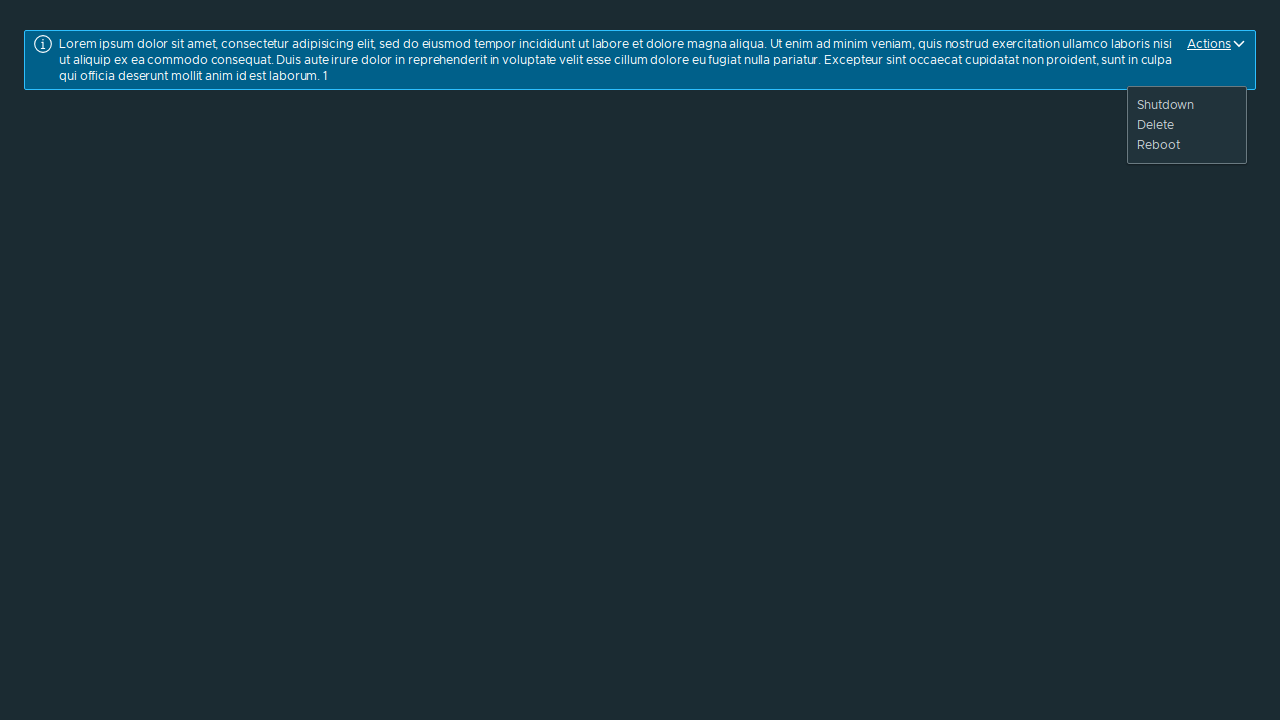 Lorem ipsum dolor sit amet, consectetur adipisicing elit, sed do eiusmod tempor incididunt ut labore et dolore magna aliqua. Ut enim ad minim veniam, quis nostrud exercitation ullamco laboris nisi
ut aliquip ex ea commodo consequat. Duis aute irure dolor in reprehenderit in voluptate velit esse cillum dolore eu fugiat nulla pariatur. Excepteur sint occaecat cupidatat non proident, sunt in culpa
qui officia deserunt mollit anim id est laborum. 1
Actions
Shutdown
Delete
Reboot